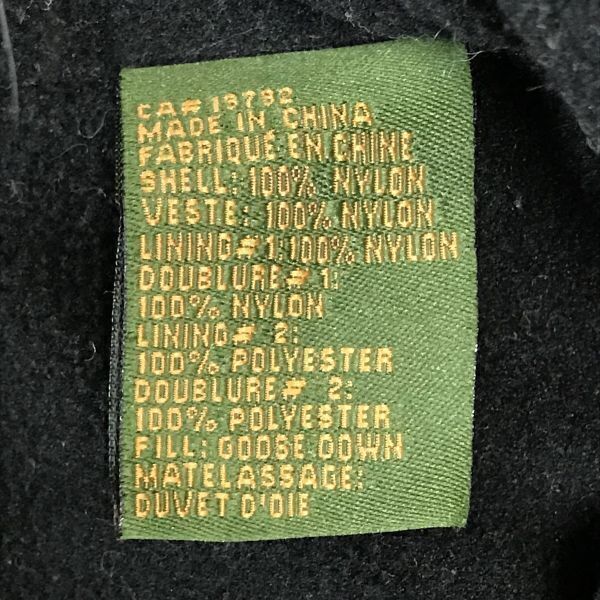 CA# 19792
MADE IN CHINA
FABRIQUÉ EN CHINE
SHELL: 100% NYLON
VESTE: 100% NYLON
LINING#1:100% NYLON
DOUBLURE# 1:
100% NYLON
LINING# 2:
100% POLYESTER
DOUBLURE# 2:
100% POLYESTER
FILL: GOOSE DOWN
MATELASSAGE:
DUVET D'OIE